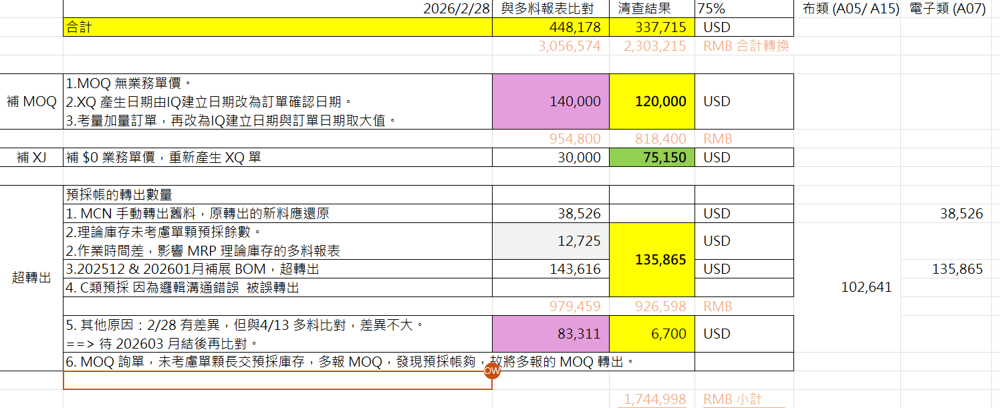 2026/2/28 與多料報表比對 清查結果 75% 布類 (A05/ A15) 電子類 (A07)
合計 448,178 337,715 USD
3,056,574 2,303,215 RMB 合計轉換
1.MOQ 無業務單價。
補 MOQ 2.XQ 產生日期由IQ建立日期改為訂單確認日期。 140,000 120,000 USD
3.考量加量訂單，再改為IQ建立日期與訂單日期取大值。
954,800 818,400 RMB
補 XJ 補 $0 業務單價，重新產生 XQ 單 30,000 75,150 USD
預採帳的轉出數量
1. MCN 手動轉出舊料，原轉出的新料應還原 38,526 USD 38,526
2.理論庫存未考慮單顆預採餘數。 12,725 USD
2.作業時間差，影響 MRP 理論庫存的多料報表
135,865
超轉出 3.202512 & 202601月補展 BOM，超轉出 143,616 USD 135,865
4. C類預採 因為邏輯溝通錯誤 被誤轉出 102,641
979,459 926,598 RMB
5. 其他原因：2/28 有差異，但與4/13 多料比對，差異不大。 83,311 6,700 USD
==> 待 202603 月結後再比對。
6. MOQ 詢單，未考慮單顆長交預採庫存，多報 MOQ，發現預採帳夠，故將多報的 MOQ 轉出。
OW
1,744,998 RMB 小計